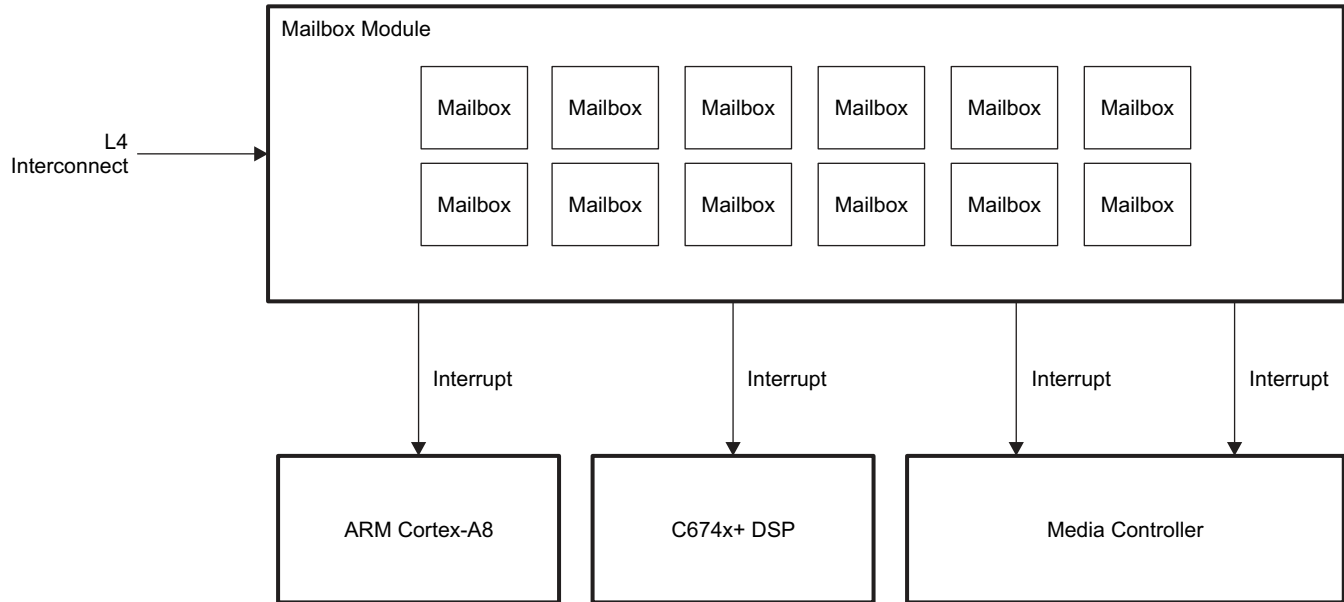 Mailbox Module
Mailbox Mailbox Mailbox Mailbox Mailbox Mailbox
L4
Interconnect
Mailbox Mailbox Mailbox Mailbox Mailbox Mailbox
Interrupt Interrupt Interrupt Interrupt
ARM Cortex-A8 C674x+ DSP Media Controller